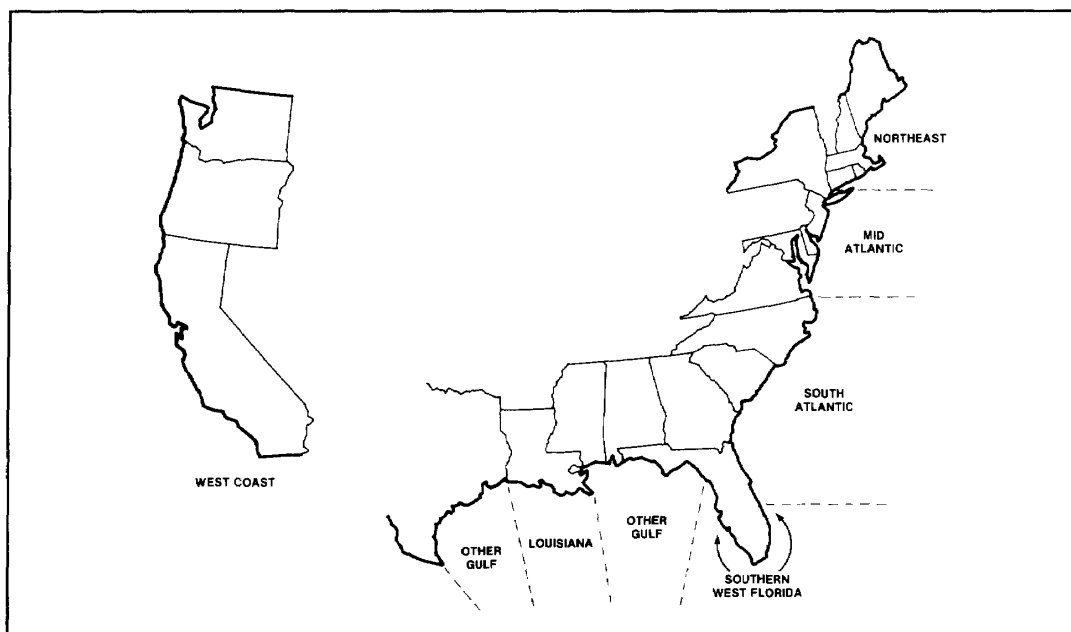 NORTHEAST
MID
ATLANTIC
SOUTH
ATLANTIC
WEST COAST
OTHER
GULF
LOUISIANA
OTHER
GULF
SOUTHERN
WEST FLORIDA